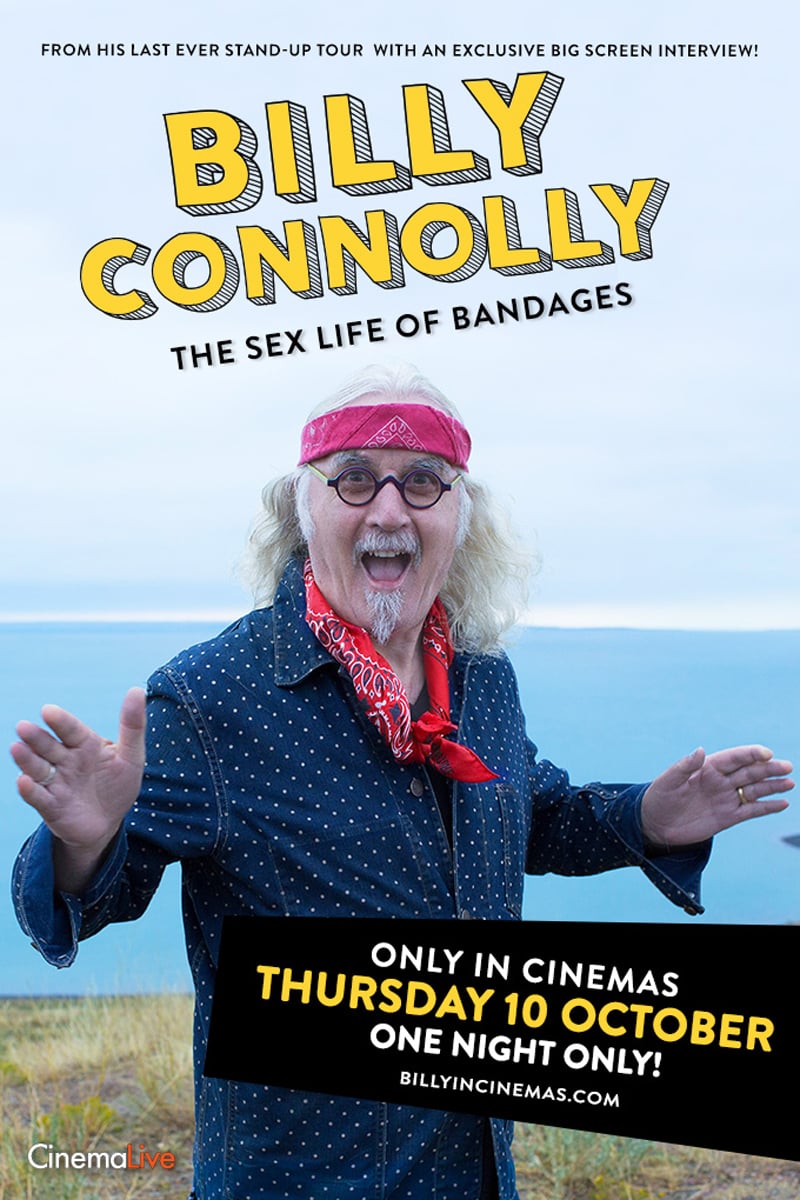 FROM HIS LAST EVER STAND-UP TOUR WITH AN EXCLUSIVE BIG SCREEN INTERVIEW!
BILLY
CONNOLLY
THE SEX LIFE OF BANDAGES
ONLY IN CINEMAS
THURSDAY 10 OCTOBER
ONE NIGHT ONLY!
BILLYINCINEMAS.COM
CinemaLive